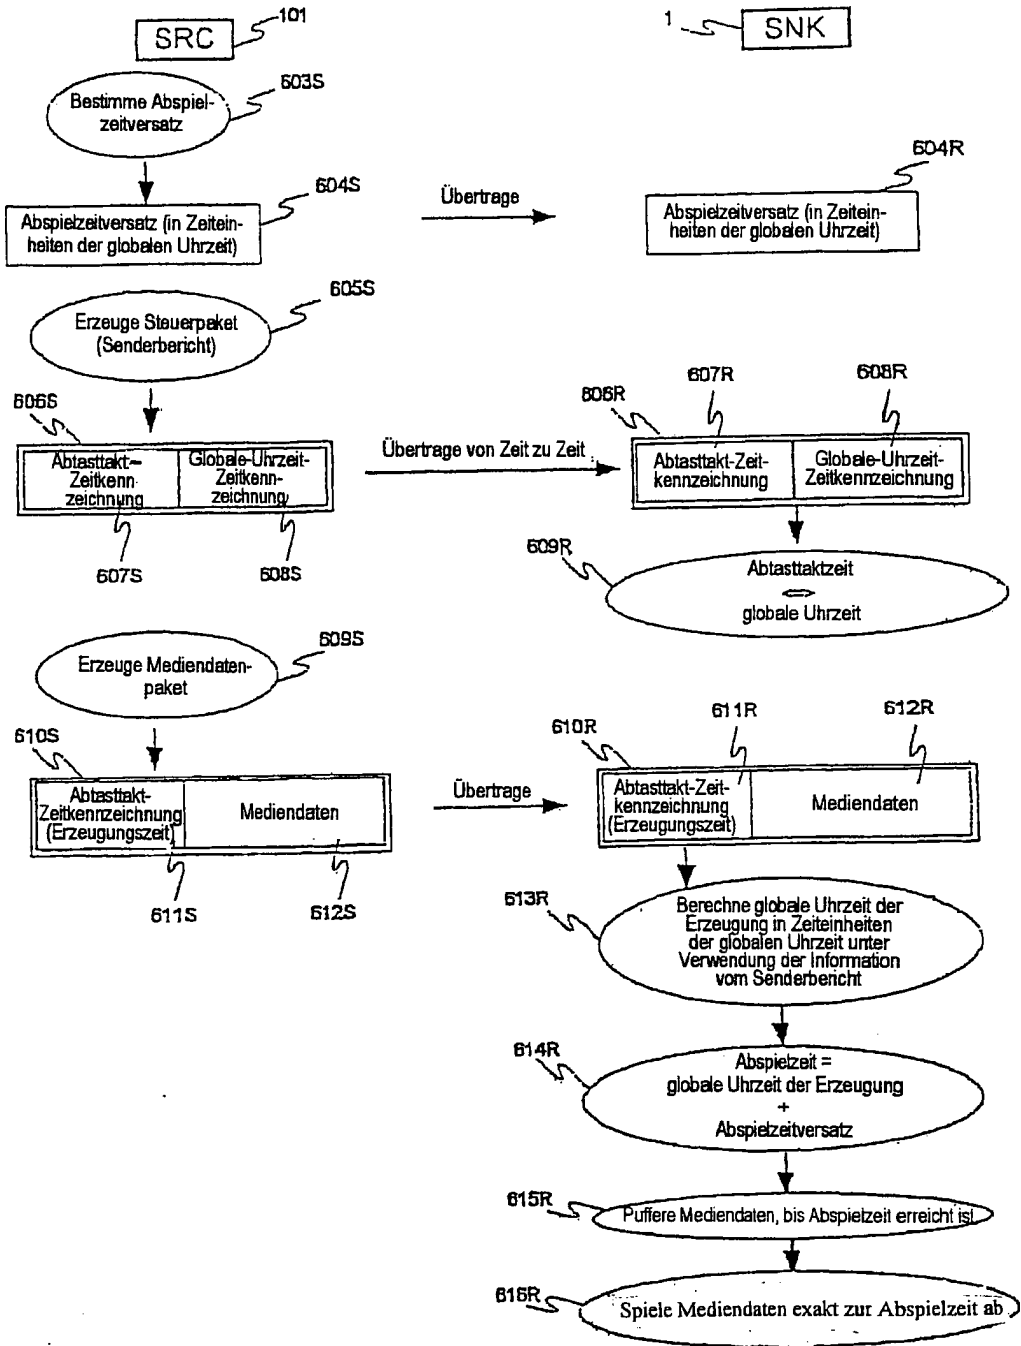 SRC
101
1
SNK
603S
Bestimme Abspiel-
zeitversatz
604S
Abspielzeitversatz (in Zeitein-
heiten der globalen Uhrzeit)
Übertrage
604R
Abspielzeitversatz (in Zeitein-
heiten der globalen Uhrzeit)
605S
Erzeuge Steuerpaket
(Senderbericht)
606S
Abtasttakt-
Zeitkenn
zeichnung
Globale-Uhrzeit-
Zeitkenn-
zeichnung
607S
608S
Übertrage von Zeit zu Zeit
606R
607R
608R
Abtasttakt-Zeit-
kennzeichnung
Globale-Uhrzeit-
Zeitkennzeichnung
609R
Abtasttaktzeit
⇔
globale Uhrzeit
609S
Erzeuge Mediendaten-
paket
610S
Abtasttakt-
Zeitkennzeichnung
(Erzeugungszeit)
Mediendaten
611S
612S
Übertrage
610R
611R
612R
Abtasttakt-Zeit-
kennzeichnung
(Erzeugungszeit)
Mediendaten
613R
Berechne globale Uhrzeit der
Erzeugung in Zeiteinheiten
der globalen Uhrzeit unter
Verwendung der Information
vom Senderbericht
614R
Abspielzeit =
globale Uhrzeit der Erzeugung
+
Abspielzeitversatz
615R
Puffere Mediendaten, bis Abspielzeit erreicht ist
616R
Spiele Mediendaten exakt zur Abspielzeit ab